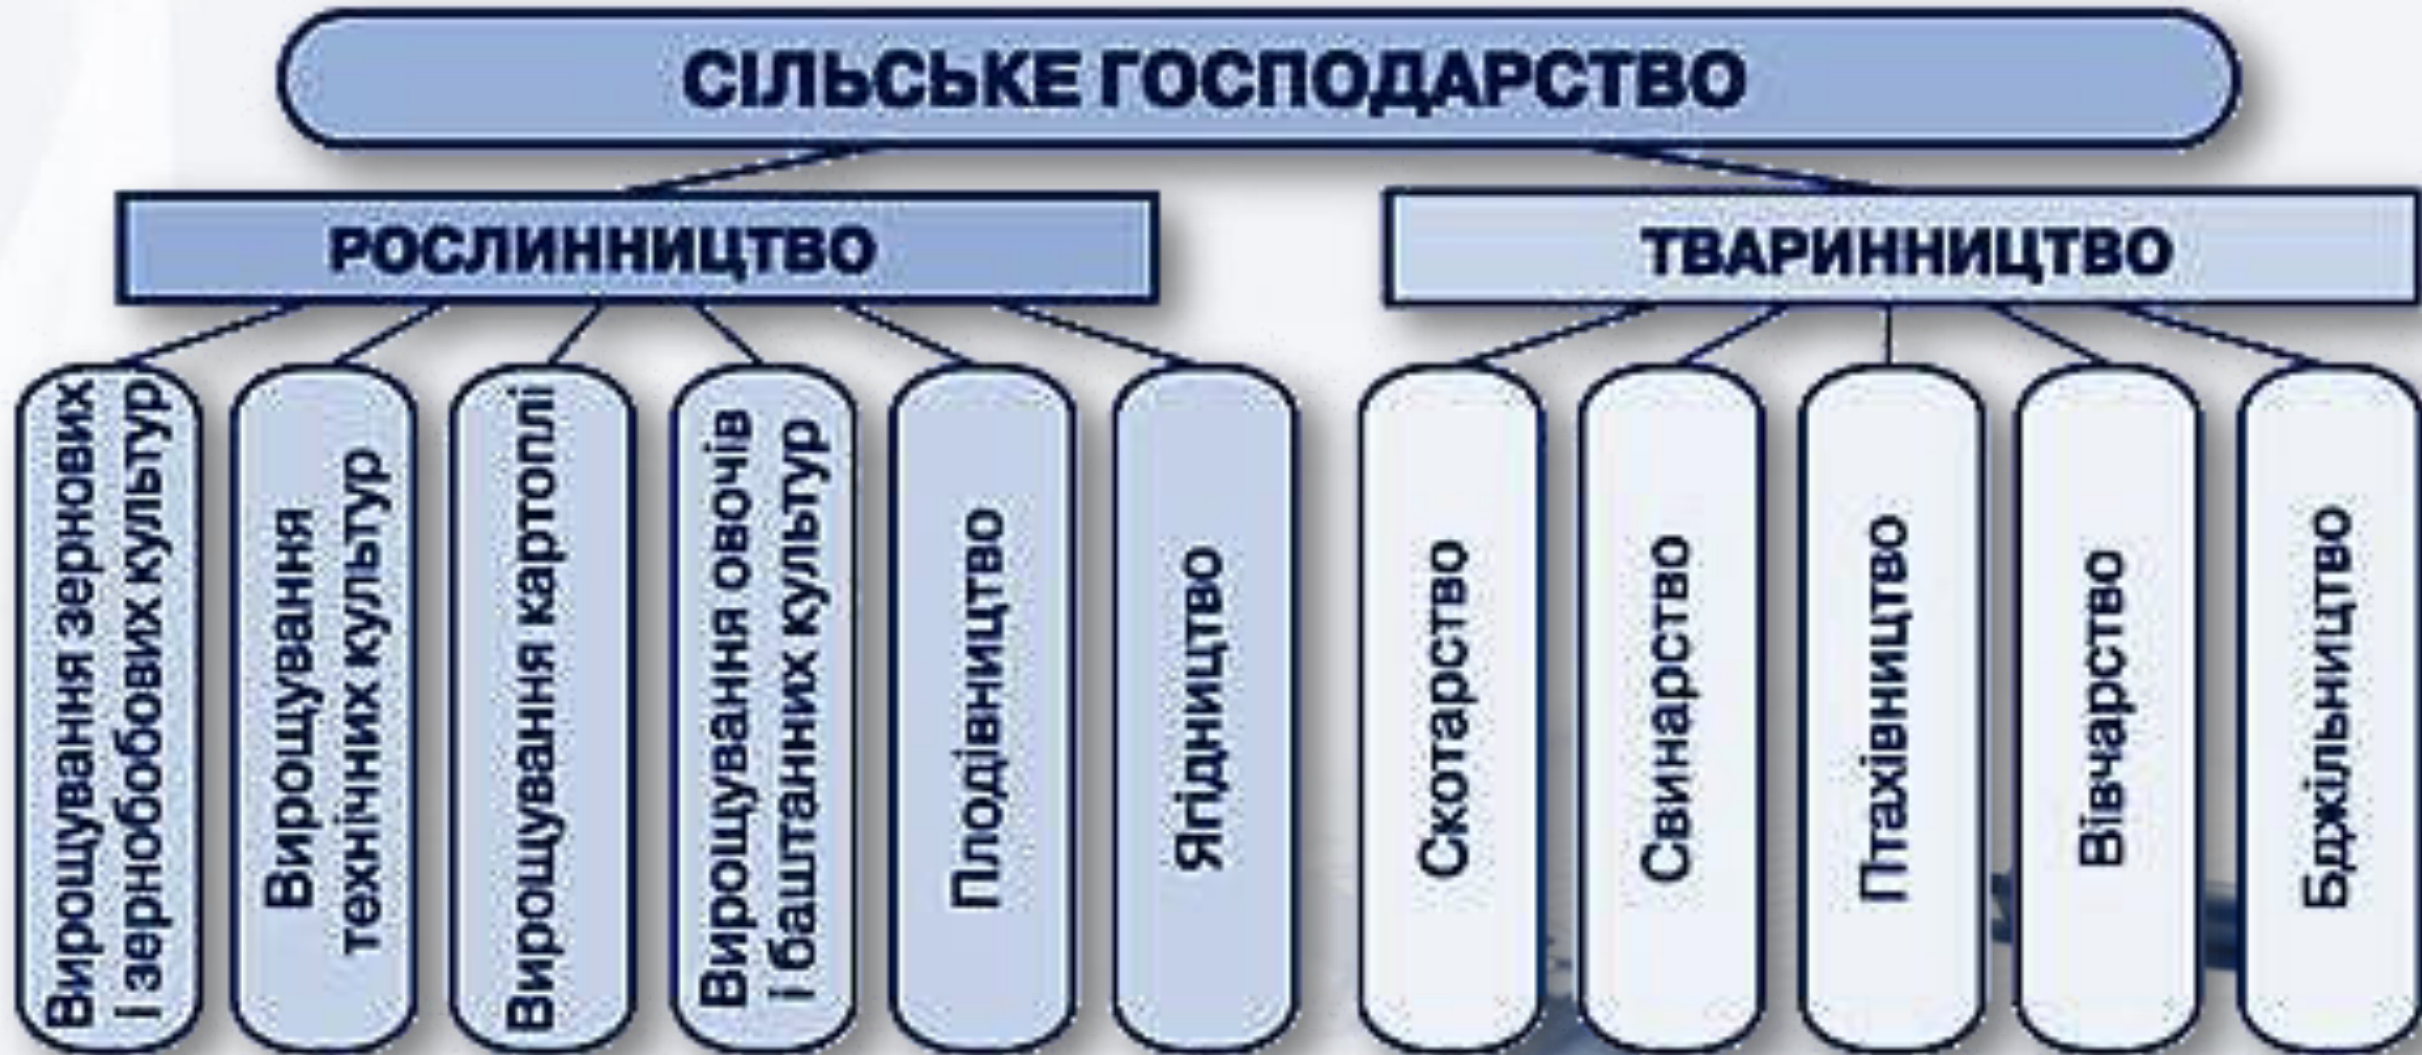 СІЛЬСЬКЕ ГОСПОДАРСТВО
РОСЛИННИЦТВО
ТВАРИННИЦТВО
Вирощування зернових
і зернобобових культур
Вирощування
технічних культур
Вирощування картоплі
Вирощування овочів
і баштанних культур
Плодівництво
Ягідництво
Скотарство
Свинарство
Птахівництво
Вівчарство
Бджільництво